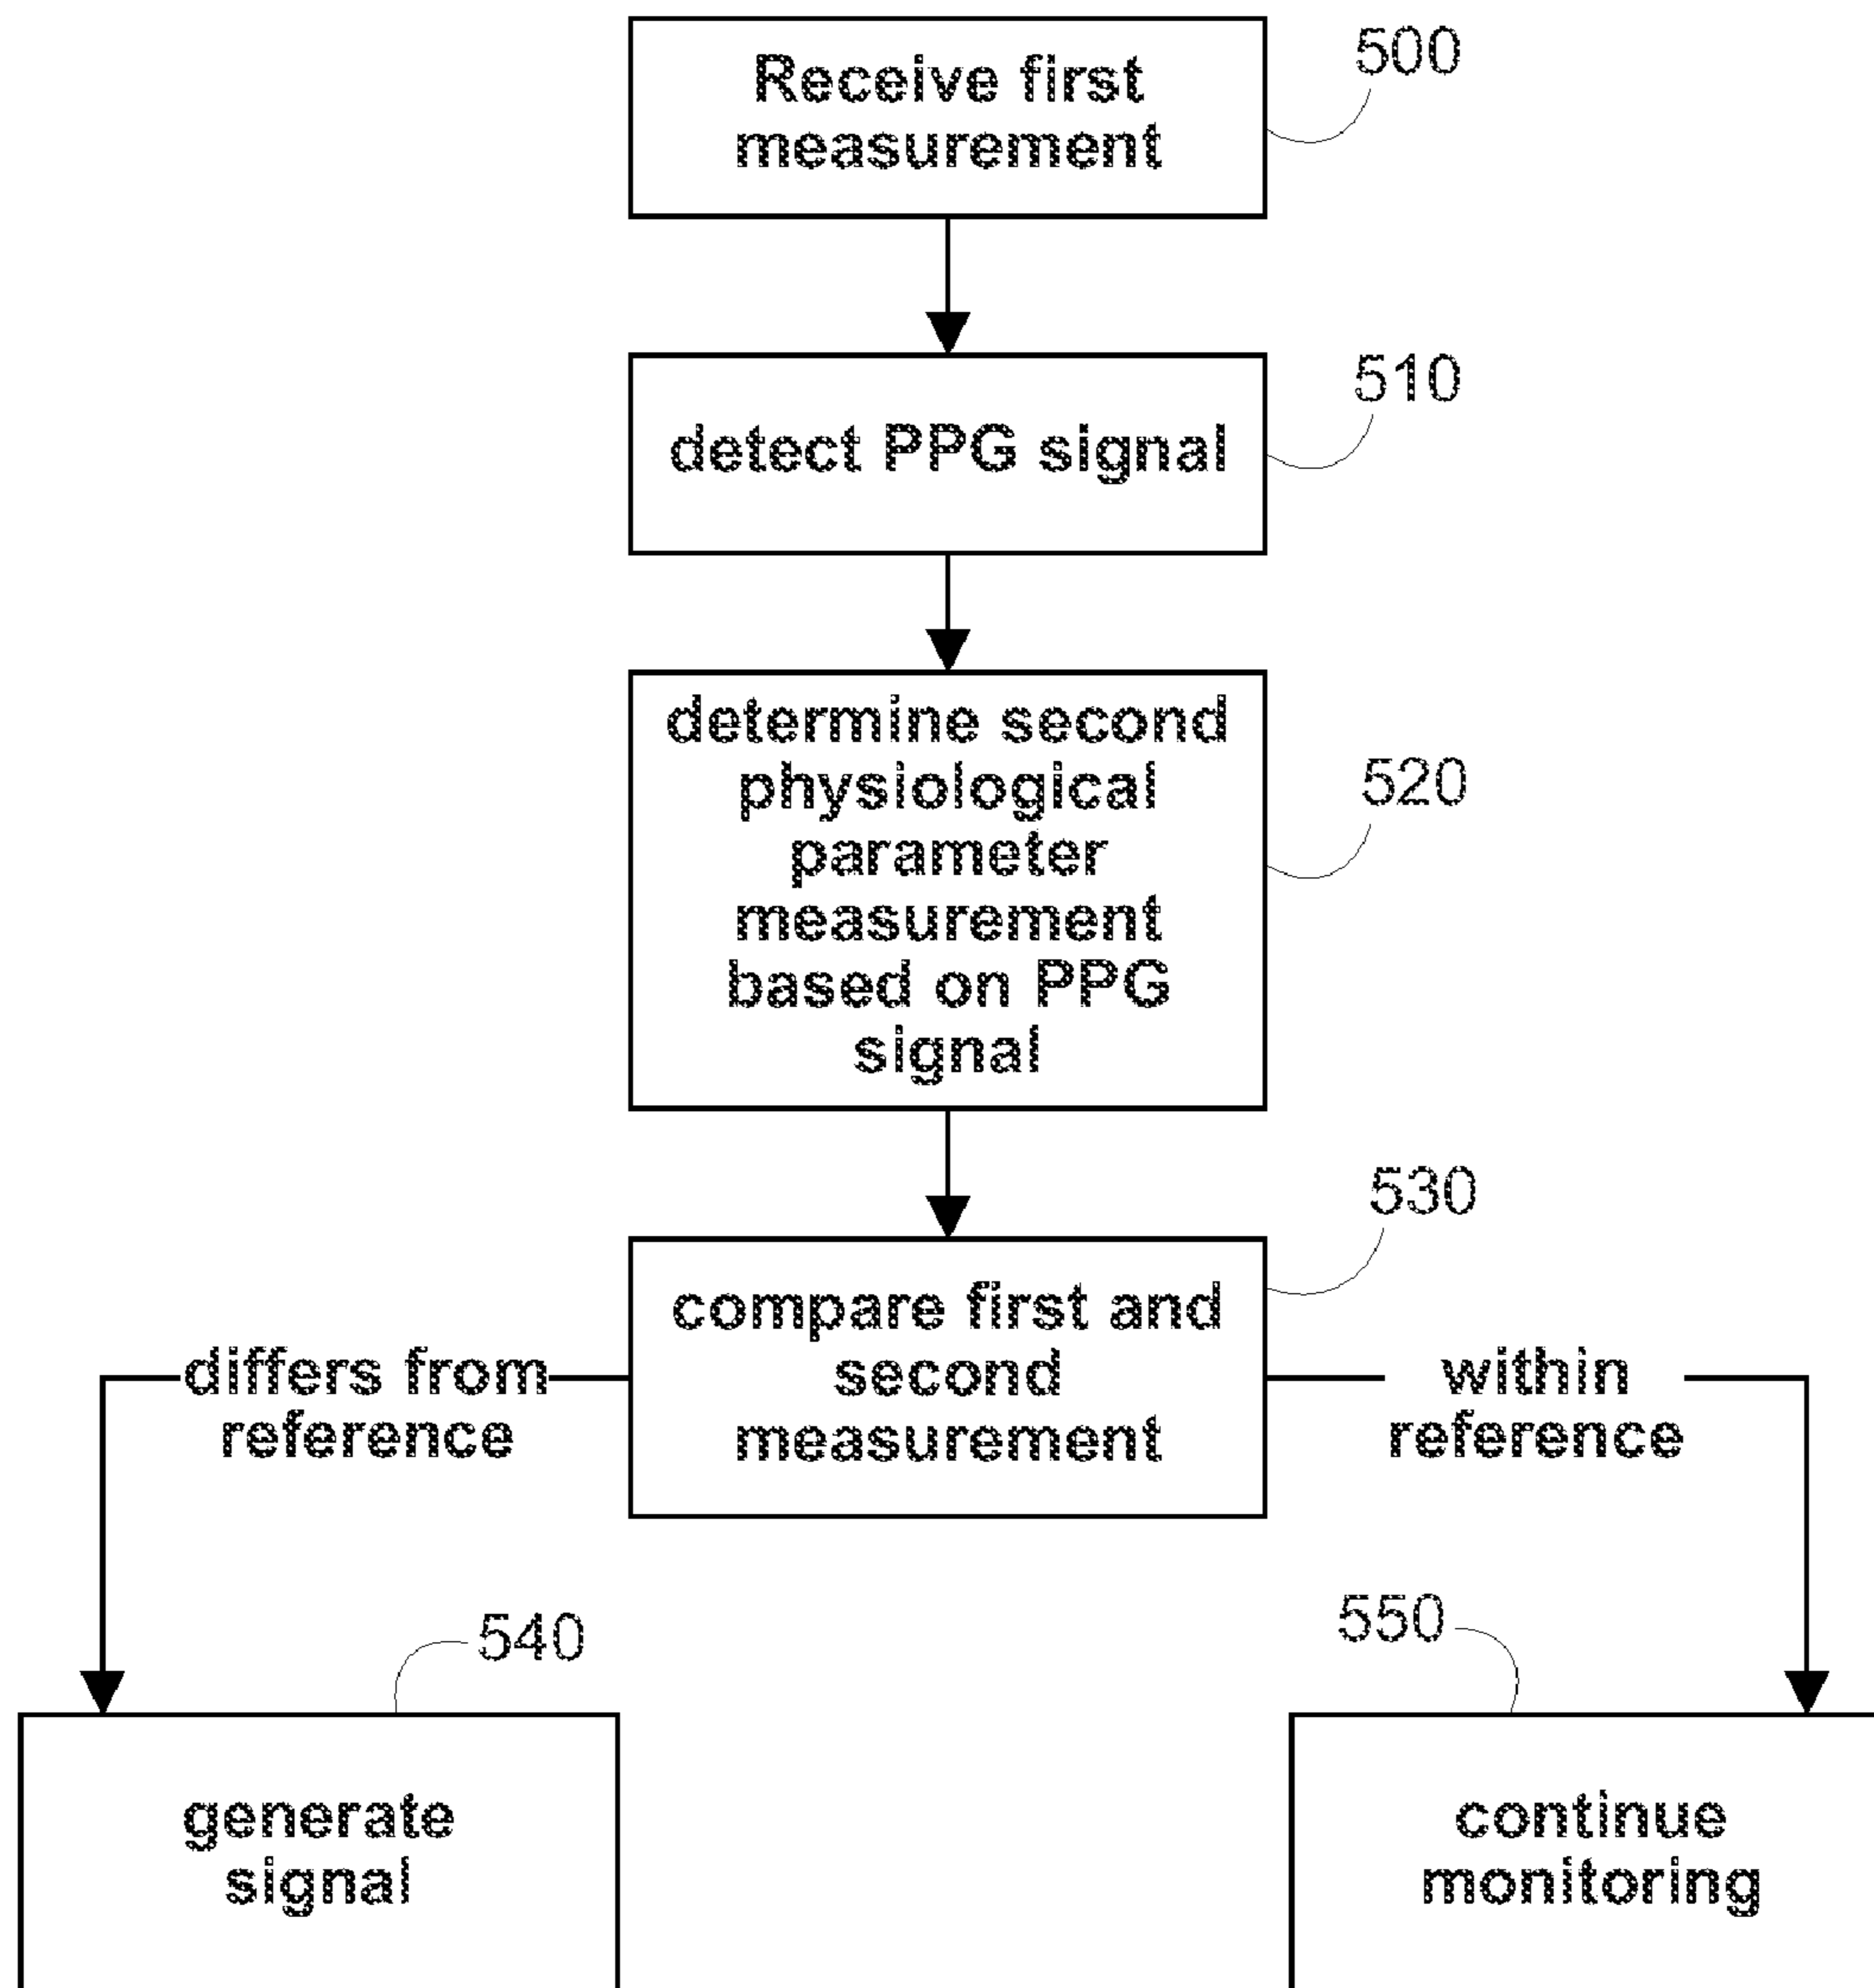 Receive first
measurement
500
detect PPG signal
510
determine second
physiological
parameter
measurement
based on PPG
signal
520
compare first and
second
measurement
530
differs from
reference
within
reference
540
550
generate
signal
continue
monitoring